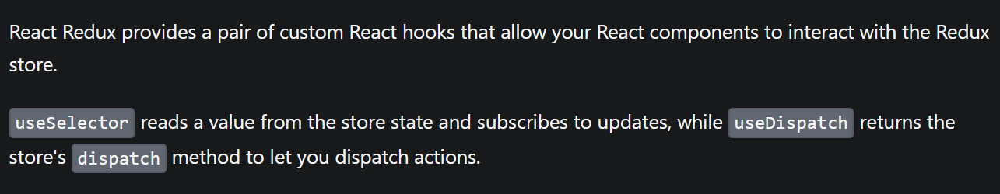 React Redux provides a pair of custom React hooks that allow your React components to interact with the Redux
store.
useSelector reads a value from the store state and subscribes to updates, while useDispatch returns the
store's dispatch method to let you dispatch actions.